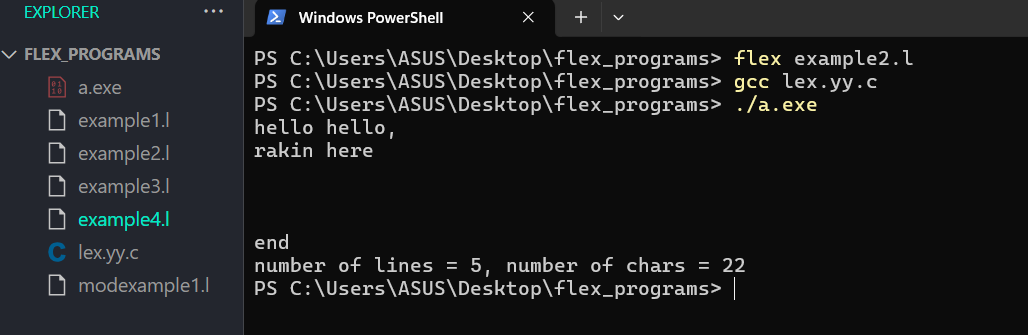 EXPLORER ···
FLEX_PROGRAMS
a.exe
example1.l
example2.l
example3.l
example4.l
C lex.yy.c
modexample1.l
Windows PowerShell
PS C:\Users\ASUS\Desktop\flex_programs> flex example2.l
PS C:\Users\ASUS\Desktop\flex_programs> gcc lex.yy.c
PS C:\Users\ASUS\Desktop\flex_programs> ./a.exe
hello hello,
rakin here
end
number of lines = 5, number of chars = 22
PS C:\Users\ASUS\Desktop\flex_programs>